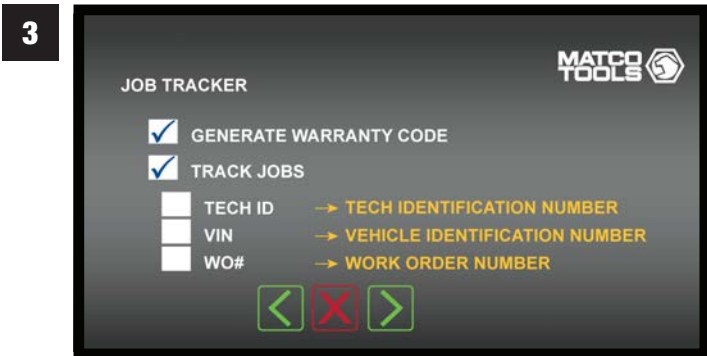 3
MATCO
TOOLS
JOB TRACKER
GENERATE WARRANTY CODE
TRACK JOBS
TECH ID → TECH IDENTIFICATION NUMBER
VIN → VEHICLE IDENTIFICATION NUMBER
WO# → WORK ORDER NUMBER